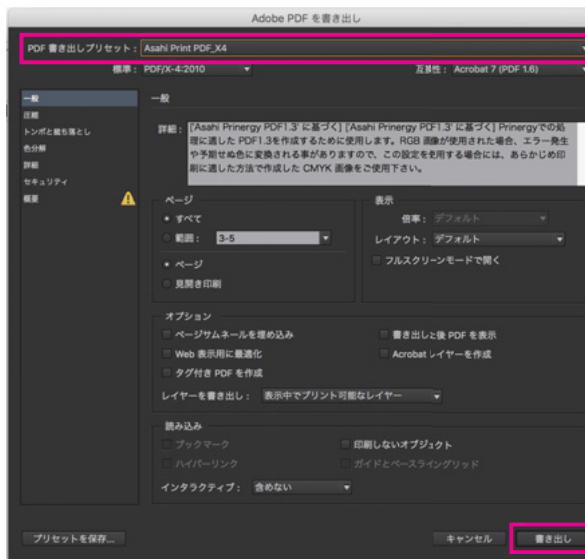 Adobe PDF を書き出し
PDF 書き出しプリセット： Asahi Print PDF_X4
標準： PDF/X-4:2010 互換性： Acrobat 7 (PDF 1.6)
一般
圧縮
トンボと裁ち落とし
色分解
詳細
セキュリティ
概要
一般
詳細： ['Asahi Prinergy PDF1.3' に基づく] ['Asahi Prinergy PDF1.3' に基づく] Prinergyでの処
理に適した PDF1.3を作成するために使用します。RGB 画像が使用された場合、エラー発生
や予期せぬ色に変換される事がありますので、この設定を使用する場合には、あらかじめ印
刷に適した方法で作成した CMYK 画像をご使用下さい。
ページ
すべて
範囲： 3-5
ページ
見開き印刷
表示
倍率： デフォルト
レイアウト： デフォルト
フルスクリーンモードで開く
オプション
ページサムネールを埋め込み
書き出しと後 PDF を表示
Web 表示用に最適化
Acrobat レイヤーを作成
タグ付き PDF を作成
レイヤーを書き出し： 表示中でプリント可能なレイヤー
読み込み
ブックマーク
印刷しないオブジェクト
ハイパーリンク
ガイドとベースライングリッド
インタラクティブ： 含めない
プリセットを保存...
キャンセル
書き出し